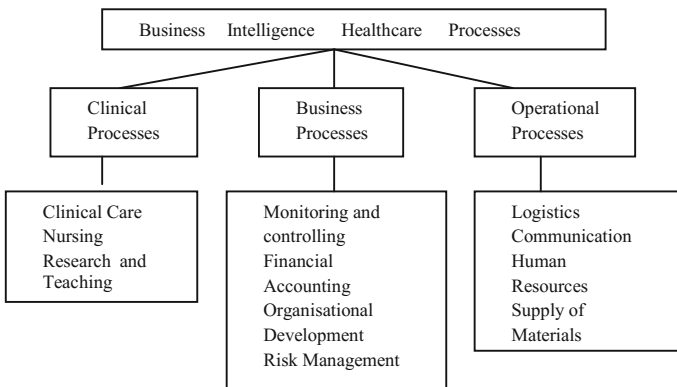 Business Intelligence Healthcare Processes
Clinical
Processes
Business
Processes
Operational
Processes
Clinical Care
Nursing
Research and
Teaching
Monitoring and
controlling
Financial
Accounting
Organisational
Development
Risk Management
Logistics
Communication
Human
Resources
Supply of
Materials